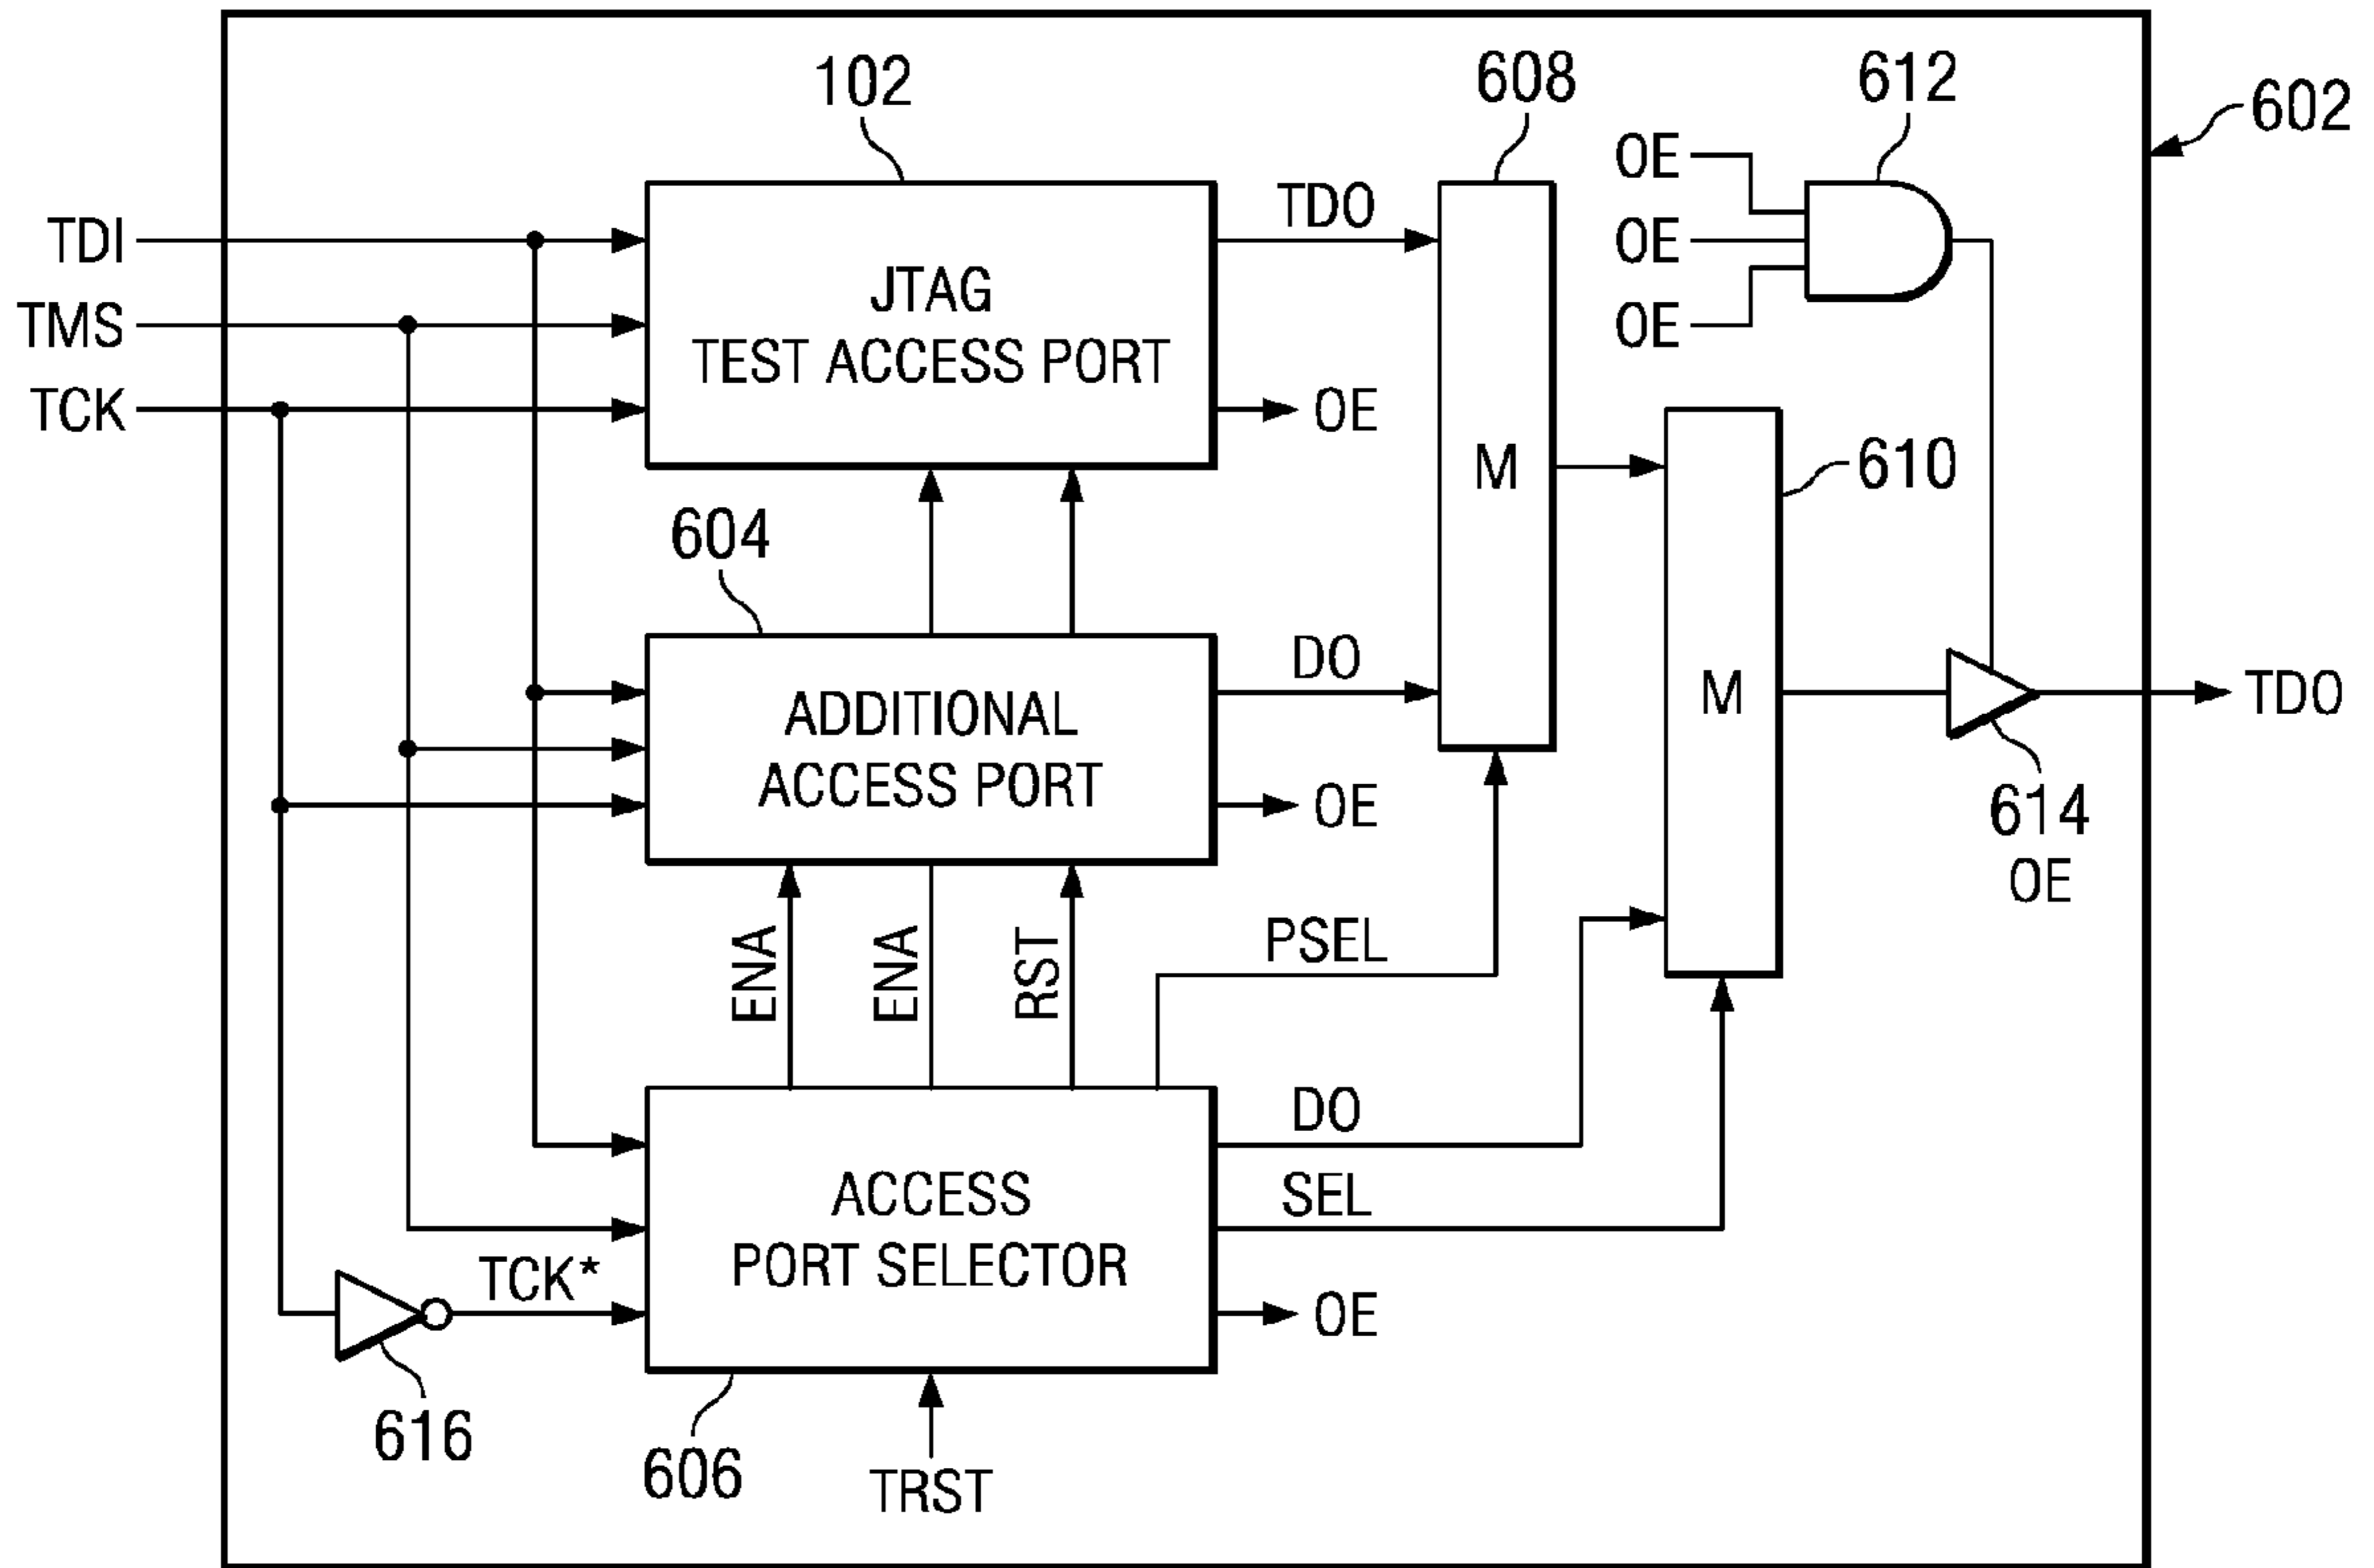 102
608
612
602
OE
OE
OE
TDI
TMS
TCK
JTAG
TEST ACCESS PORT
TDO
OE
M
610
604
ADDITIONAL
ACCESS PORT
DO
OE
M
TDO
614
OE
ENA
ENA
RST
PSEL
ACCESS
PORT SELECTOR
DO
SEL
OE
TCK*
616
606
TRST